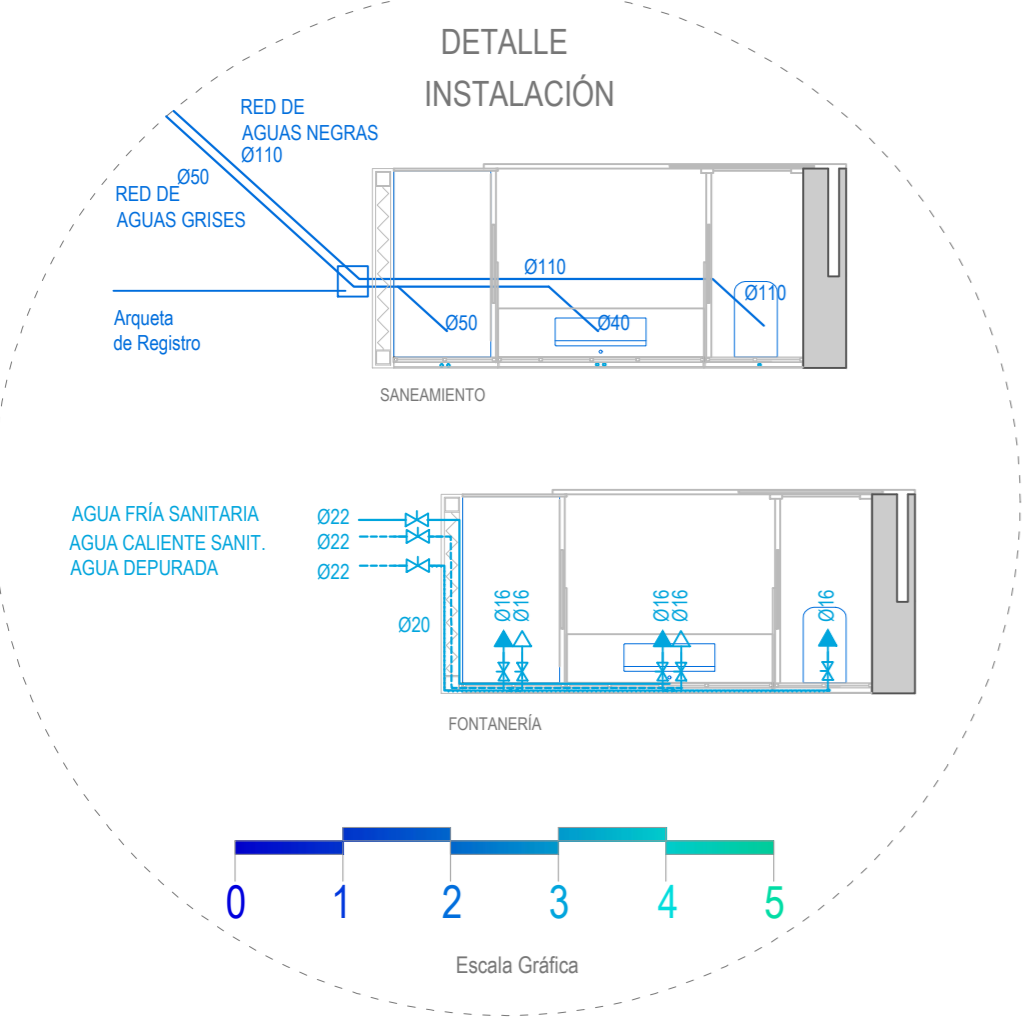 DETALLE
INSTALACIÓN
RED DE
AGUAS NEGRAS
Ø110
Ø50
RED DE
AGUAS GRISES
Ø110
Ø110
Ø50
Ø40
Arqueta
de Registro
SANEAMIENTO
AGUA FRÍA SANITARIA
Ø22
AGUA CALIENTE SANIT.
Ø22
AGUA DEPURADA
Ø22
Ø20
Ø16
Ø16
Ø16
Ø16
Ø16
FONTANERÍA
0 1 2 3 4 5
Escala Gráfica